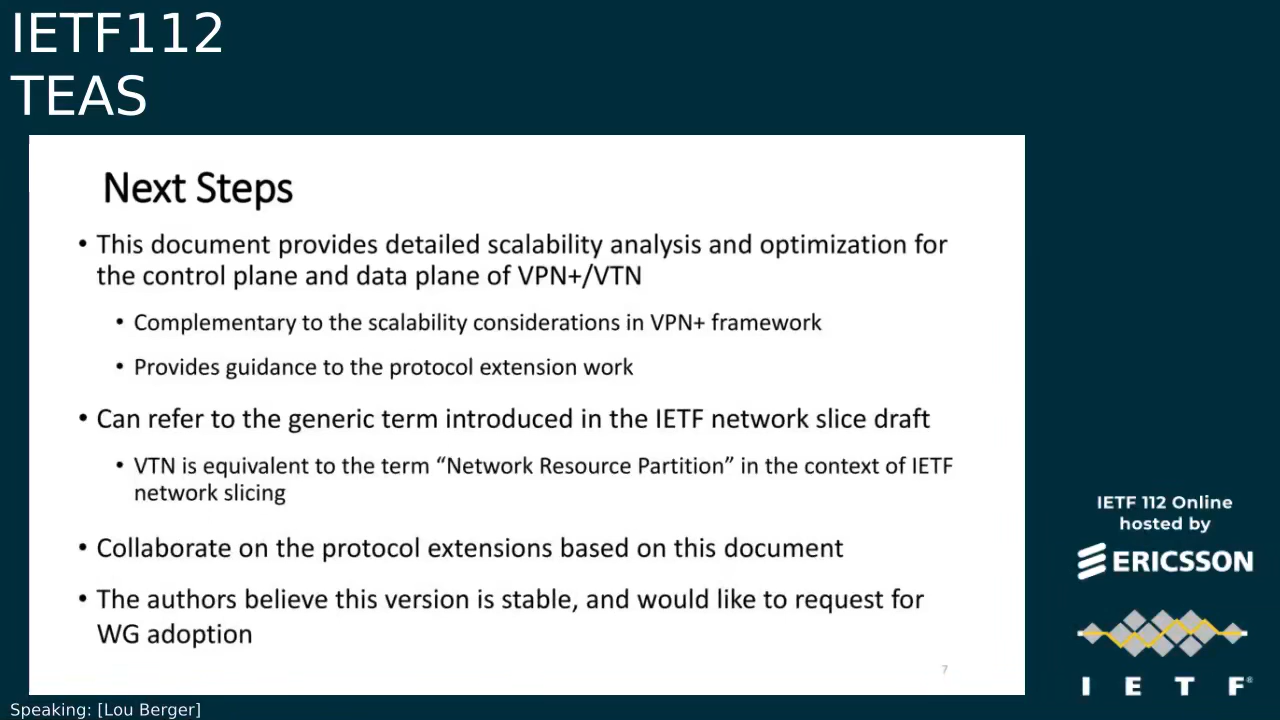 IETF112
TEAS
Next Steps
• This document provides detailed scalability analysis and optimization for
the control plane and data plane of VPN+/VTN
• Complementary to the scalability considerations in VPN+ framework
• Provides guidance to the protocol extension work
• Can refer to the generic term introduced in the IETF network slice draft
• VTN is equivalent to the term “Network Resource Partition” in the context of IETF
network slicing
• Collaborate on the protocol extensions based on this document
• The authors believe this version is stable, and would like to request for
WG adoption
7
IETF 112 Online
hosted by
ERICSSON
I E T F®
Speaking: [Lou Berger]